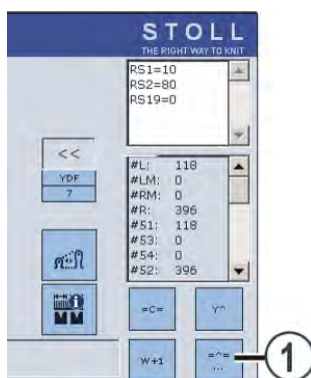 STOLL
THE RIGHT WAY TO KNIT
RS1=10
RS2=80
RS19=0
<<
YDF
7
#L: 118
#LM: 0
#RM: 0
#R: 396
#51: 118
#53: 0
#54: 0
#52: 396
=C=
Y^
W+1
=^=
...
1